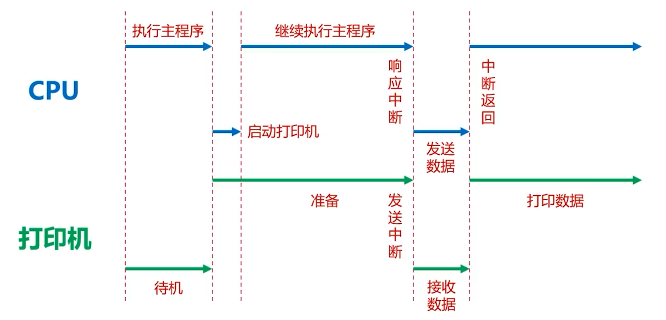 执行主程序
继续执行主程序
CPU
响应中断
中断返回
启动打印机
发送
数据
准备
发送中断
打印数据
打印机
待机
接收
数据